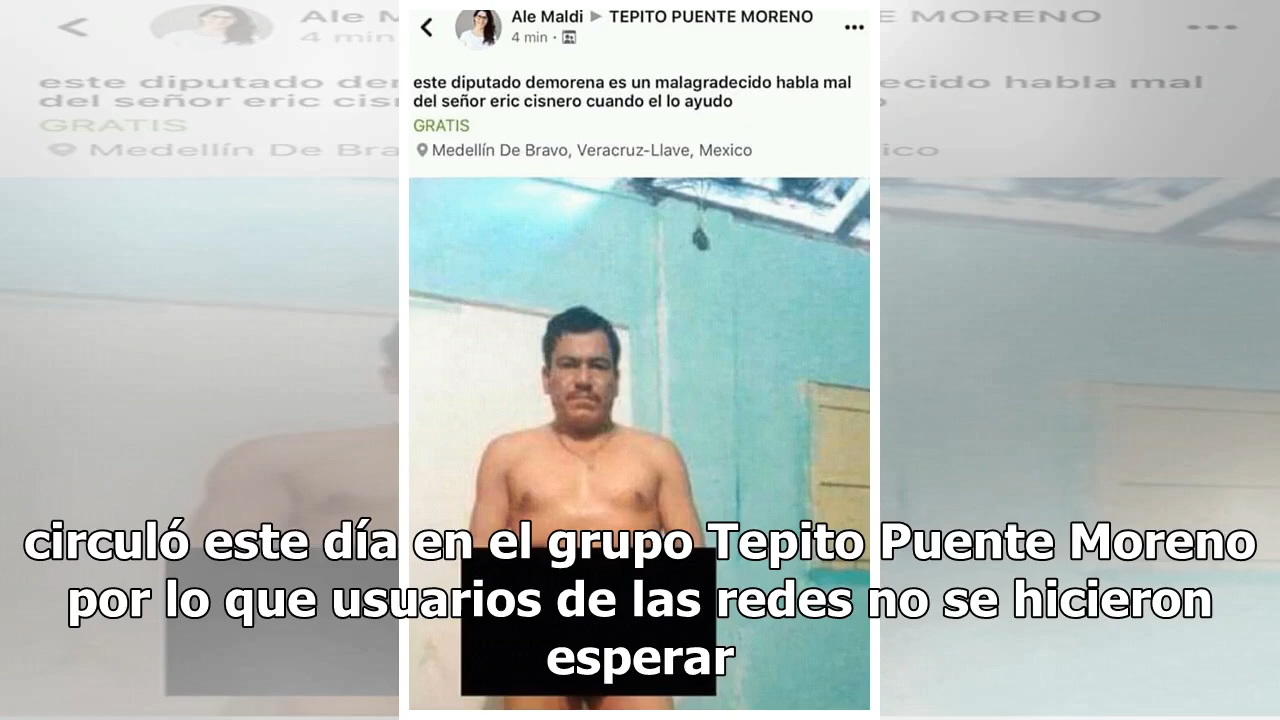 Ale Maldi ▶ TEPITO PUENTE MORENO
4 min ·
este diputado demorena es un malagradecido habla mal
del señor eric cisnero cuando el lo ayudo
GRATIS
Medellín De Bravo, Veracruz-Llave, Mexico
circuló este día en el grupo Tepito Puente Moreno
por lo que usuarios de las redes no se hicieron
esperar